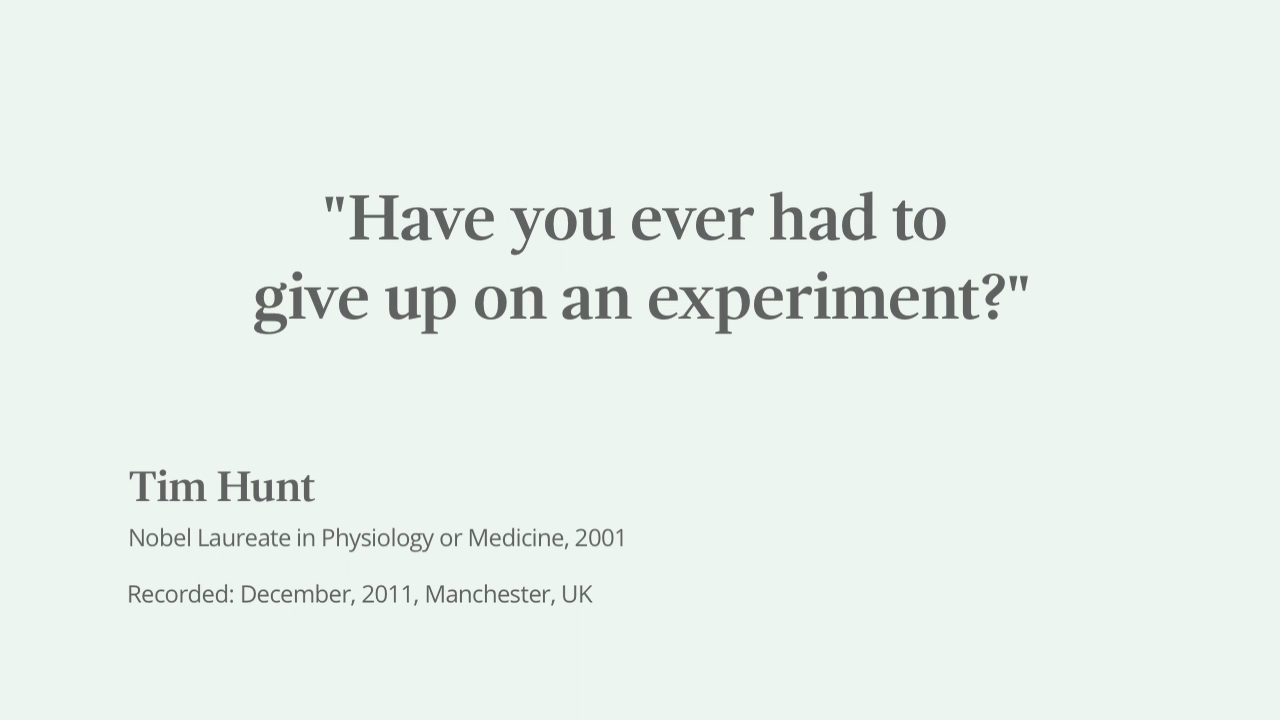 "Have you ever had to
give up on an experiment?"
Tim Hunt
Nobel Laureate in Physiology or Medicine, 2001
Recorded: December, 2011, Manchester, UK